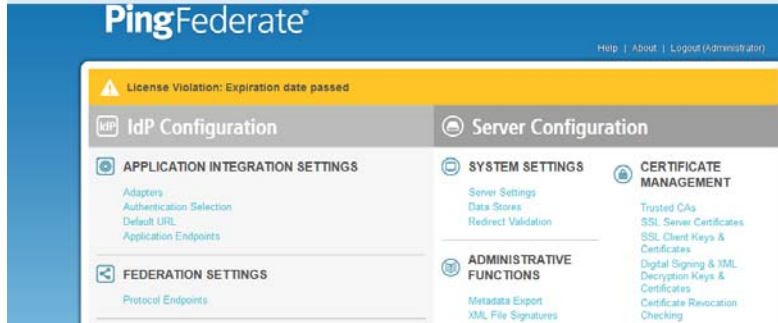 PingFederate®
Help | About | Logout (Administrator)
License Violation: Expiration date passed
IdP IdP Configuration
APPLICATION INTEGRATION SETTINGS
Adapters
Authentication Selection
Default URL
Application Endpoints
FEDERATION SETTINGS
Protocol Endpoints
Server Configuration
SYSTEM SETTINGS
Server Settings
Data Stores
Redirect Validation
ADMINISTRATIVE
FUNCTIONS
Metadata Export
XML File Signatures
CERTIFICATE
MANAGEMENT
Trusted CAs
SSL Server Certificates
SSL Client Keys &
Certificates
Digital Signing & XML
Decryption Keys &
Certificates
Certificate Revocation
Checking